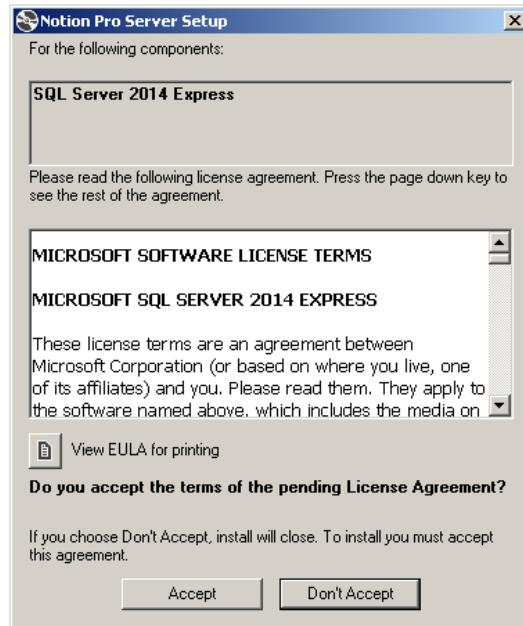 Notion Pro Server Setup
For the following components:
SQL Server 2014 Express
Please read the following license agreement. Press the page down key to
see the rest of the agreement.
MICROSOFT SOFTWARE LICENSE TERMS
MICROSOFT SQL SERVER 2014 EXPRESS
These license terms are an agreement between
Microsoft Corporation (or based on where you live, one
of its affiliates) and you. Please read them. They apply to
the software named above, which includes the media on
View EULA for printing
Do you accept the terms of the pending License Agreement?
If you choose Don't Accept, install will close. To install you must accept
this agreement.
Accept
Don't Accept